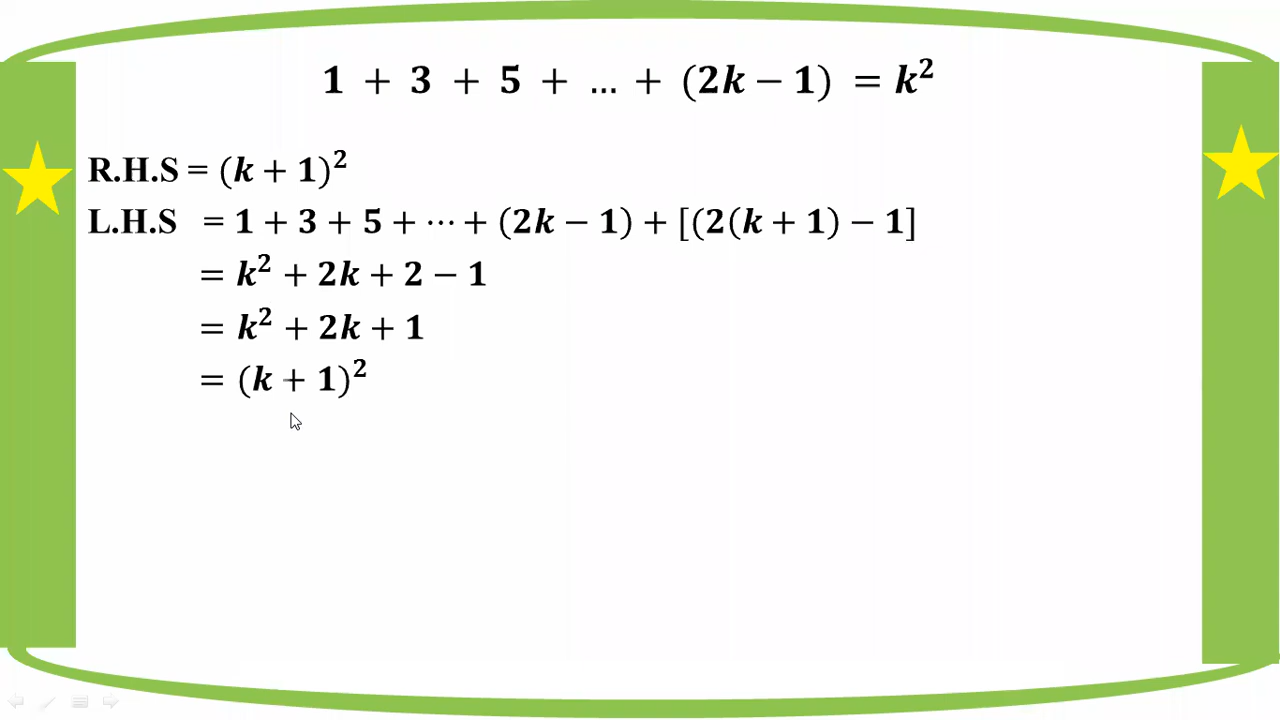 1 + 3 + 5 + ... + (2k − 1) = k²
R.H.S = (k + 1)²
L.H.S = 1 + 3 + 5 + ⋯ + (2k − 1) + [(2(k + 1) − 1]
= k² + 2k + 2 − 1
= k² + 2k + 1
= (k + 1)²